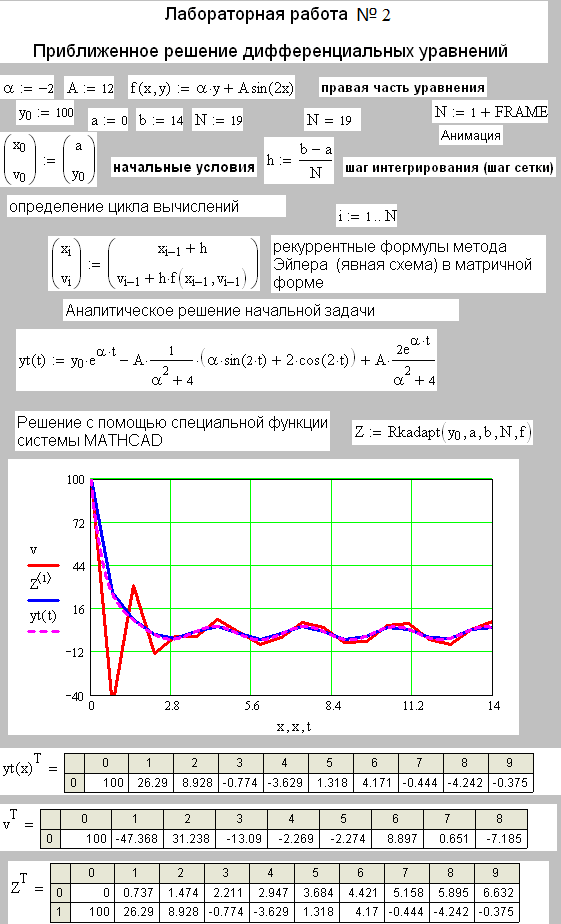 Лабораторная работа № 2
Приближенное решение дифференциальных уравнений
α := −2 A := 12 f(x,y) := α·y + A sin(2x) правая часть уравнения
y0 := 100 a := 0 b := 14 N := 19 N = 19 N := 1 + FRAME
Анимация
(x0 v0) := (a y0) начальные условия h := (b − a)/N шаг интегрирования (шаг сетки)
определение цикла вычислений i := 1.. N
(xi vi) := (xi−1 + h vi−1 + h·f(xi−1, vi−1)) рекуррентные формулы метода
Эйлера (явная схема) в матричной
форме
Аналитическое решение начальной задачи
yt(t) := y0·e^α·t − A·1/(α^2 + 4)·(α·sin(2·t) + 2·cos(2·t)) + A·2e^α·t/(α^2 + 4)
Решение с помощью специальной функции
системы MATHCAD
Z := Rkadapt(y0, a, b, N, f)
100
72
44
16
−12
−40
v
Z⟨1⟩
yt(t)
0 2.8 5.6 8.4 11.2 14
x, x, t
yt(x)^T =
0 1 2 3 4 5 6 7 8 9
0 100 26.29 8.928 -0.774 -3.629 1.318 4.171 -0.444 -4.242 -0.375
v^T =
0 1 2 3 4 5 6 7 8
0 100 -47.368 31.238 -13.09 -2.269 -2.274 8.897 0.651 -7.185
Z^T =
0 1 2 3 4 5 6 7 8 9
0 0 0.737 1.474 2.211 2.947 3.684 4.421 5.158 5.895 6.632
1 100 26.29 8.928 -0.774 -3.629 1.318 4.17 -0.444 -4.242 -0.375